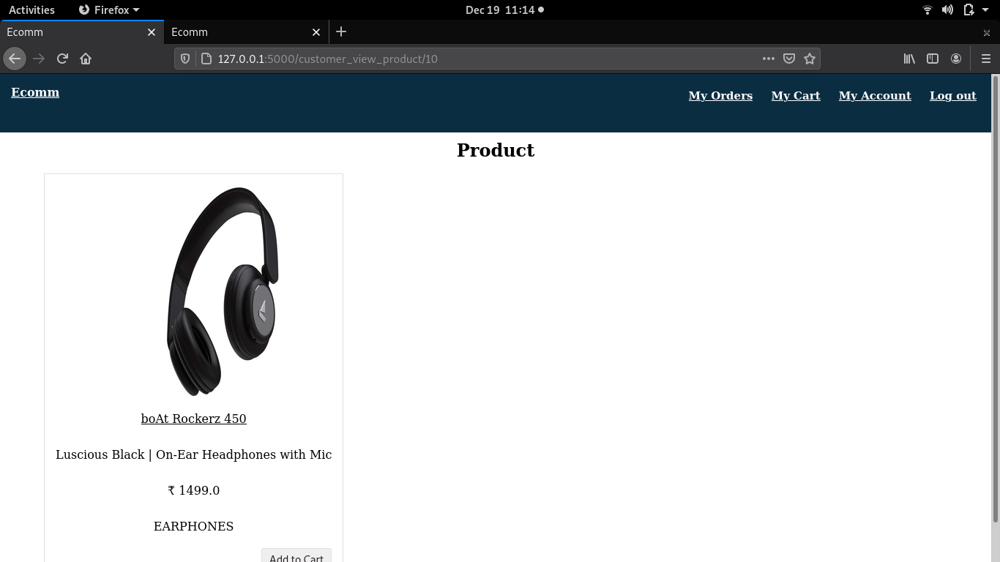 Activities Firefox Dec 19 11:14
Ecomm Ecomm
127.0.0.1:5000/customer_view_product/10
Ecomm My Orders My Cart My Account Log out
Product
boAt Rockerz 450
Luscious Black | On-Ear Headphones with Mic
₹ 1499.0
EARPHONES
Add to Cart